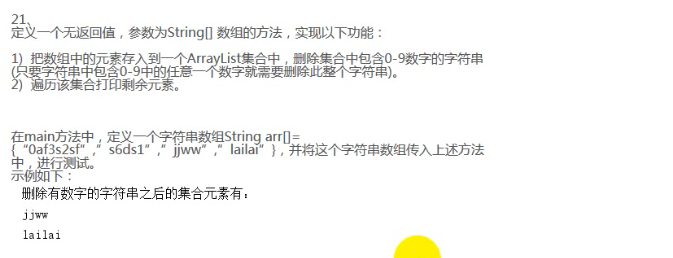 21、
定义一个无返回值，参数为String[] 数组的方法，实现以下功能：
1）把数组中的元素存入到一个ArrayList集合中，删除集合中包含0-9数字的字符串
(只要字符串中包含0-9中的任意一个数字就需要删除此整个字符串)。
2）遍历该集合打印剩余元素。
在main方法中，定义一个字符串数组String arr[]=
{“0af3s2sf”,” s6ds1”,” jjww”,” lailai”}，并将这个字符串数组传入上述方法
中，进行测试。
示例如下：
删除有数字的字符串之后的集合元素有：
jjww
lailai